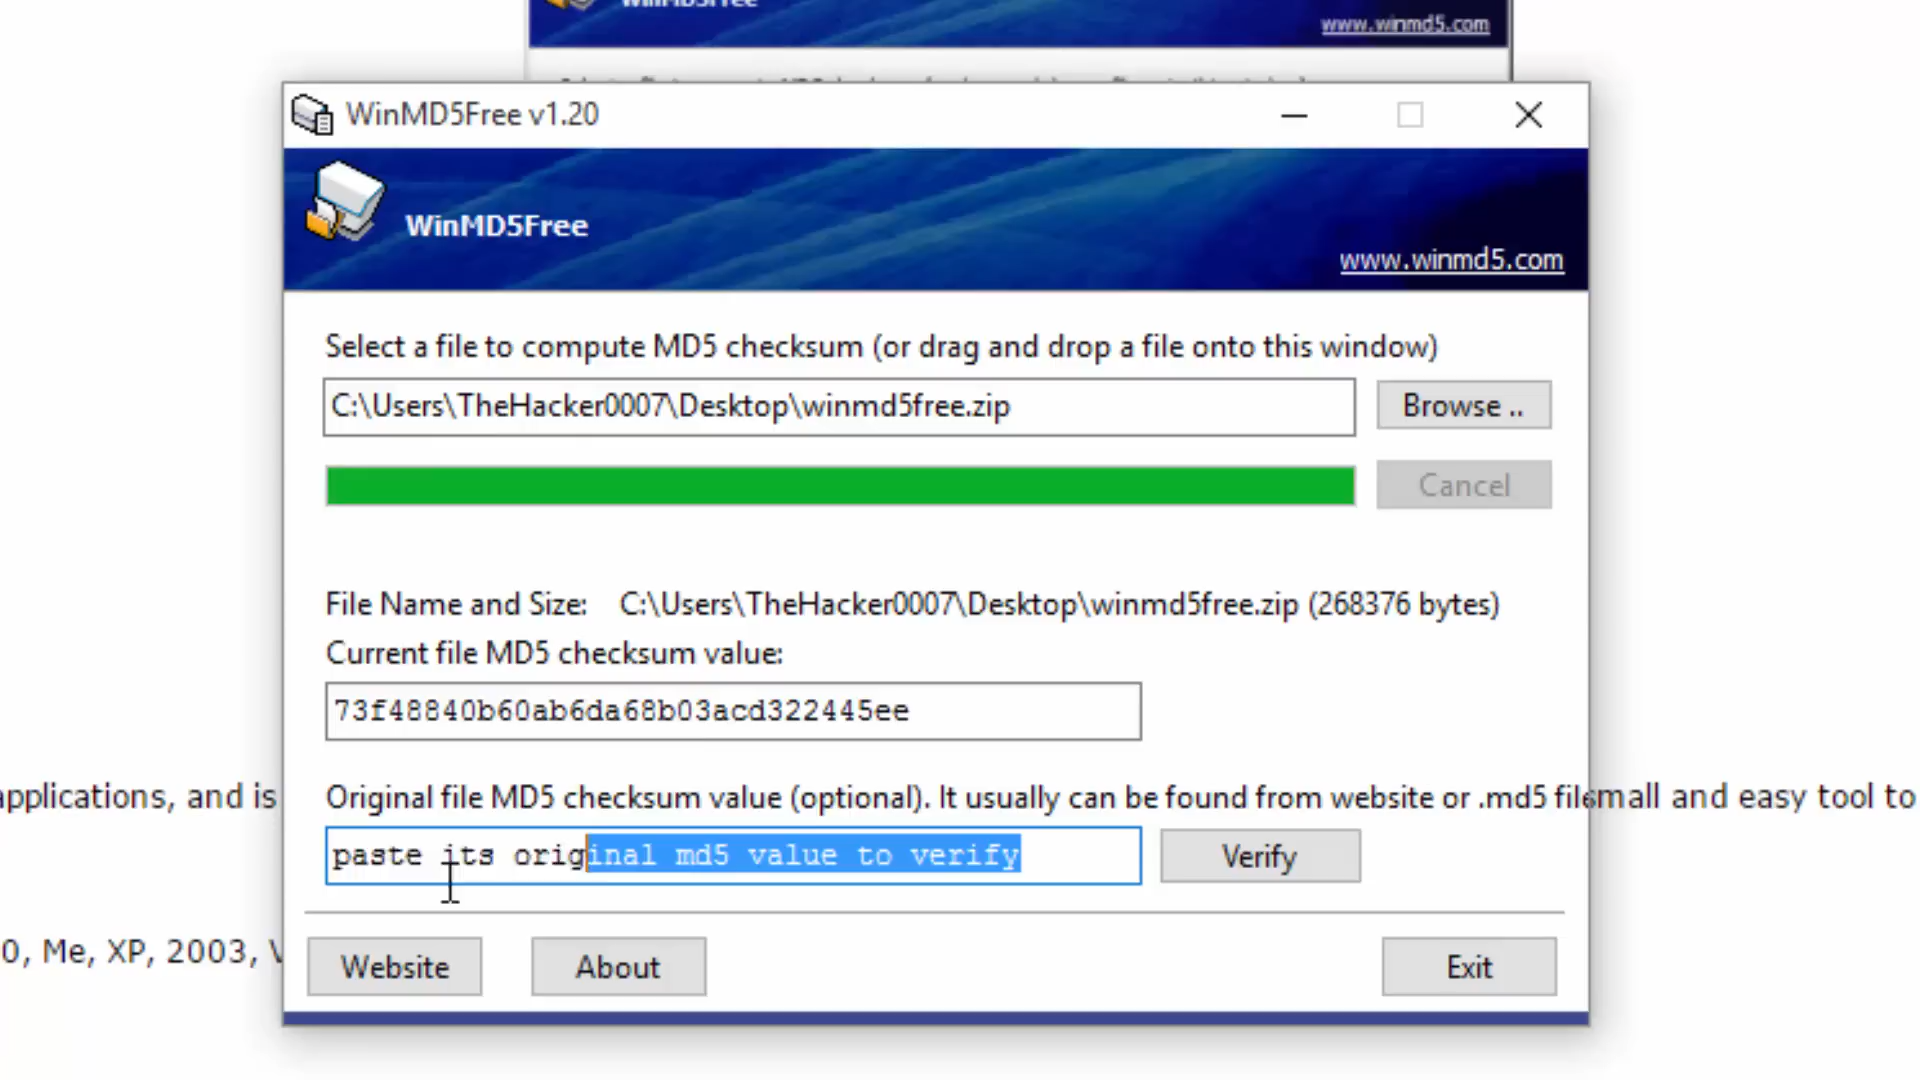 WinMD5Free
www.winmd5.com
WinMD5Free v1.20
WinMD5Free
www.winmd5.com
Select a file to compute MD5 checksum (or drag and drop a file onto this window)
C:\Users\TheHacker0007\Desktop\winmd5free.zip
Browse ..
Cancel
File Name and Size: C:\Users\TheHacker0007\Desktop\winmd5free.zip (268376 bytes)
Current file MD5 checksum value:
73f48840b60ab6da68b03acd322445ee
applications, and is
Original file MD5 checksum value (optional). It usually can be found from website or .md5 file
small and easy tool to
paste its original md5 value to verify
Verify
0, Me, XP, 2003,
Website
About
Exit